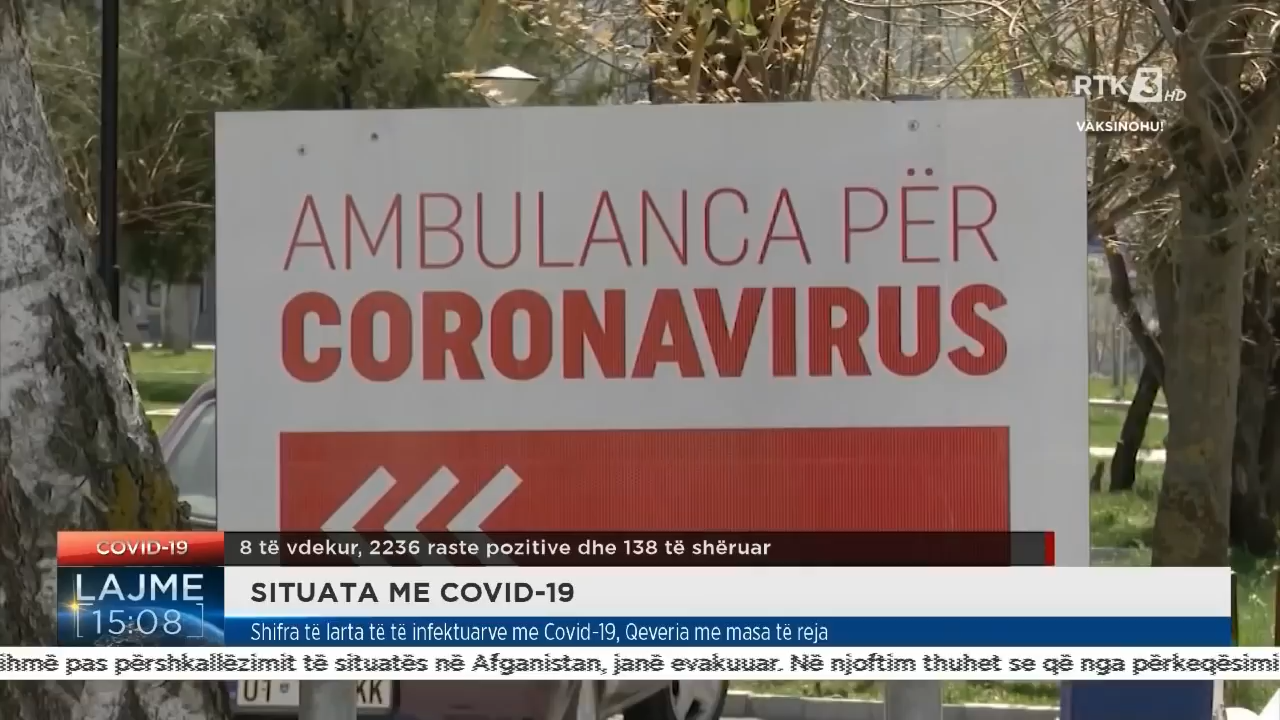 RTK 3 HD
VAKSINOHU!
AMBULANCA PËR
CORONAVIRUS
COVID-19
8 të vdekur, 2236 raste pozitive dhe 138 të shëruar
LAJME
15:08
SITUATA ME COVID-19
Shifra të larta të të infektuarve me Covid-19, Qeveria me masa të reja
ihmë pas përshkallëzimit të situatës në Afganistan, janë evakuuar. Në njoftim thuhet se që nga përkeqësimi